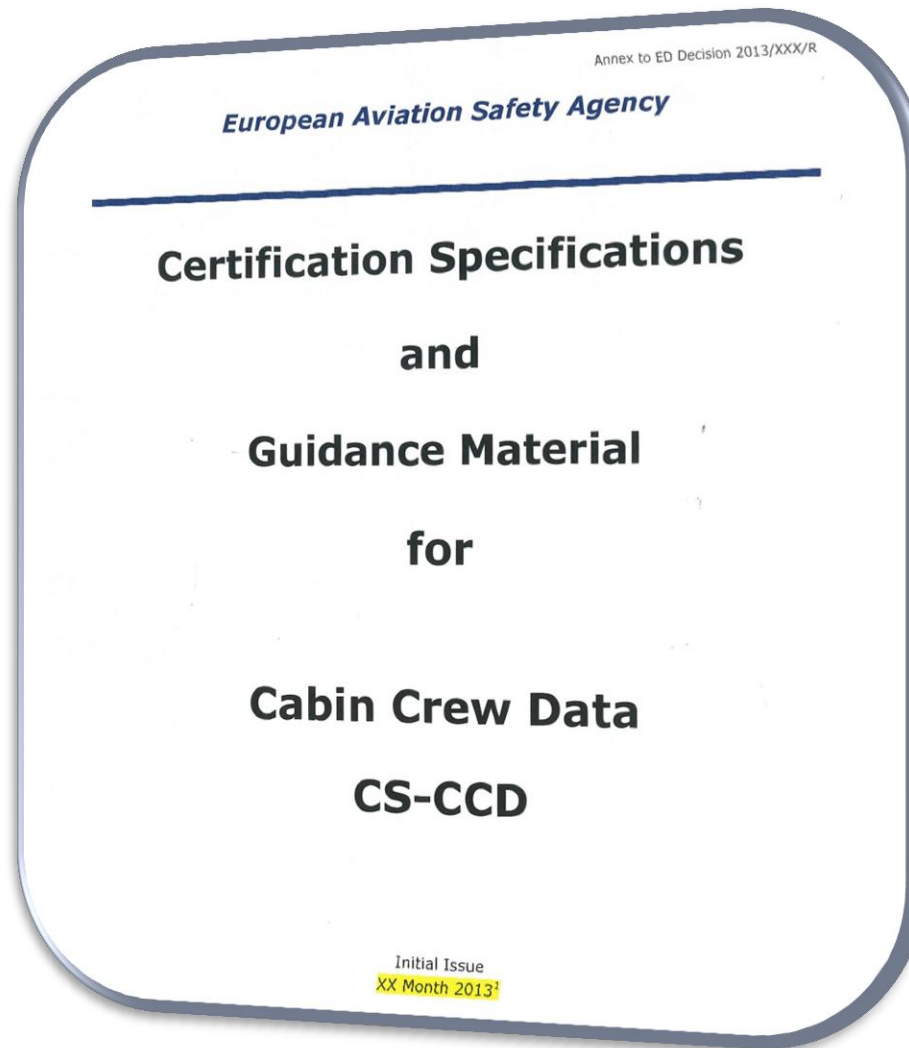 Annex to ED Decision 2013/XXX/R
European Aviation Safety Agency
Certification Specifications
and
Guidance Material
for
Cabin Crew Data
CS-CCD
Initial Issue
XX Month 2013¹